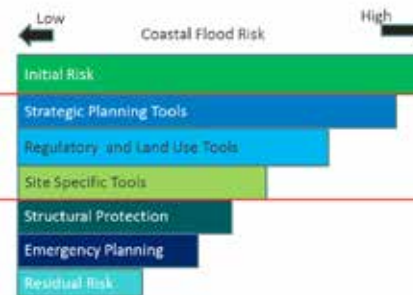 Low
High
Coastal Flood Risk
Initial Risk
Strategic Planning Tools
Regulatory and Land Use Tools
Site Specific Tools
Structural Protection
Emergency Planning
Residual Risk